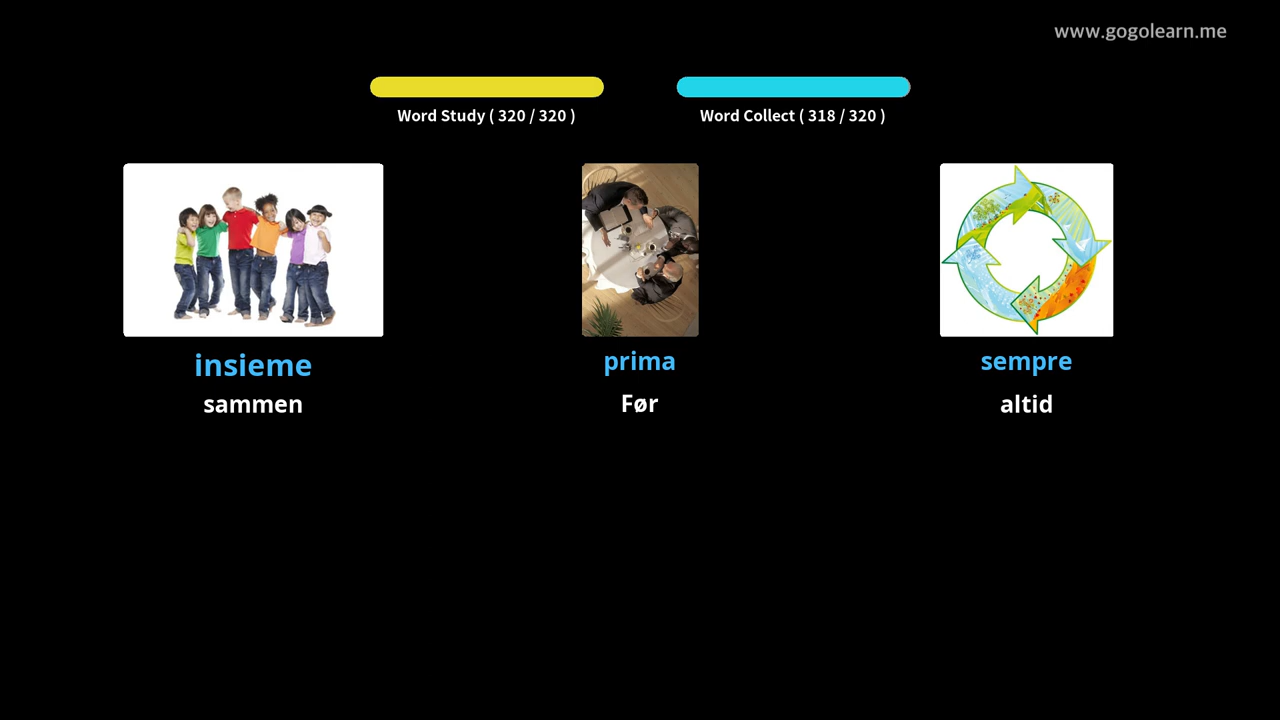 www.gogolearn.me
Word Study ( 320 / 320 )
Word Collect ( 318 / 320 )
insieme
prima
sempre
sammen
Før
altid